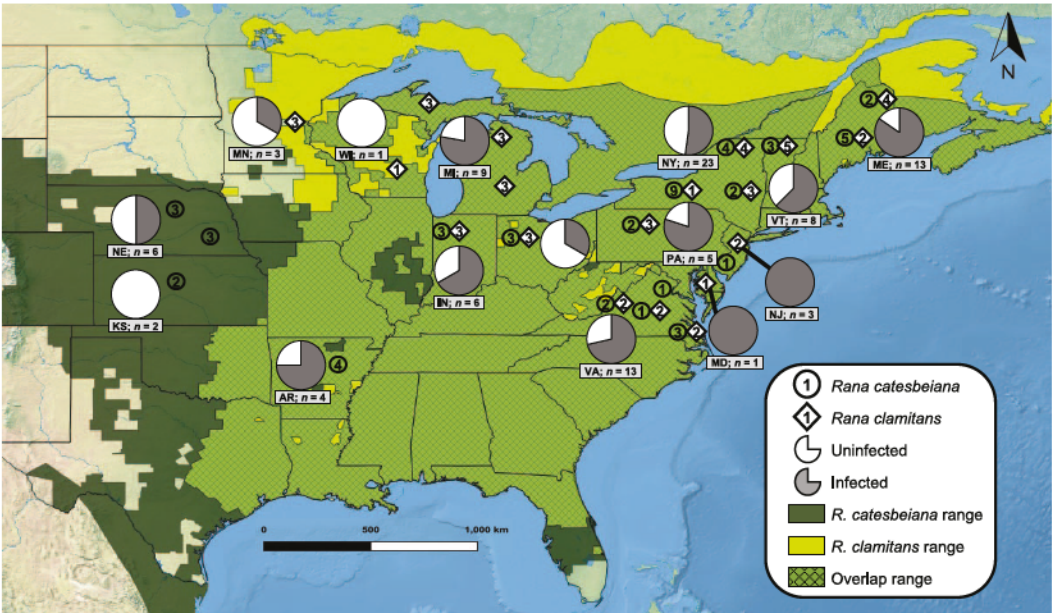 N
3
2
4
MN; n = 3
3
WI; n = 1
3
MI; n = 9
NY; n = 23
4
4
3
5
5
2
ME; n = 13
1
3
9
1
2
3
VT; n = 8
3
NE; n = 6
3
3
3
3
3
2
3
PA; n = 5
2
1
2
KS; n = 2
IN; n = 6
1
1
NJ; n = 3
2
2
1
2
3
2
MD; n = 1
4
AR; n = 4
VA; n = 13
1 Rana catesbeiana
1 Rana clamitans
Uninfected
Infected
R. catesbeiana range
R. clamitans range
Overlap range
0 500 1,000 km